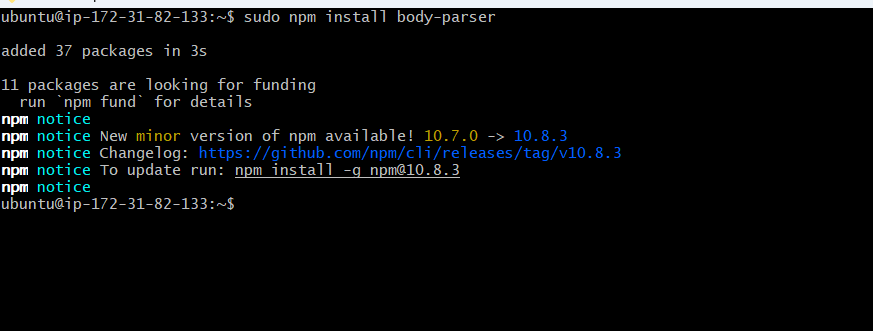 ubuntu@ip-172-31-82-133:~$ sudo npm install body-parser
added 37 packages in 3s
11 packages are looking for funding
  run `npm fund` for details
npm notice
npm notice New minor version of npm available! 10.7.0 -> 10.8.3
npm notice Changelog: https://github.com/npm/cli/releases/tag/v10.8.3
npm notice To update run: npm install -g npm@10.8.3
npm notice
ubuntu@ip-172-31-82-133:~$